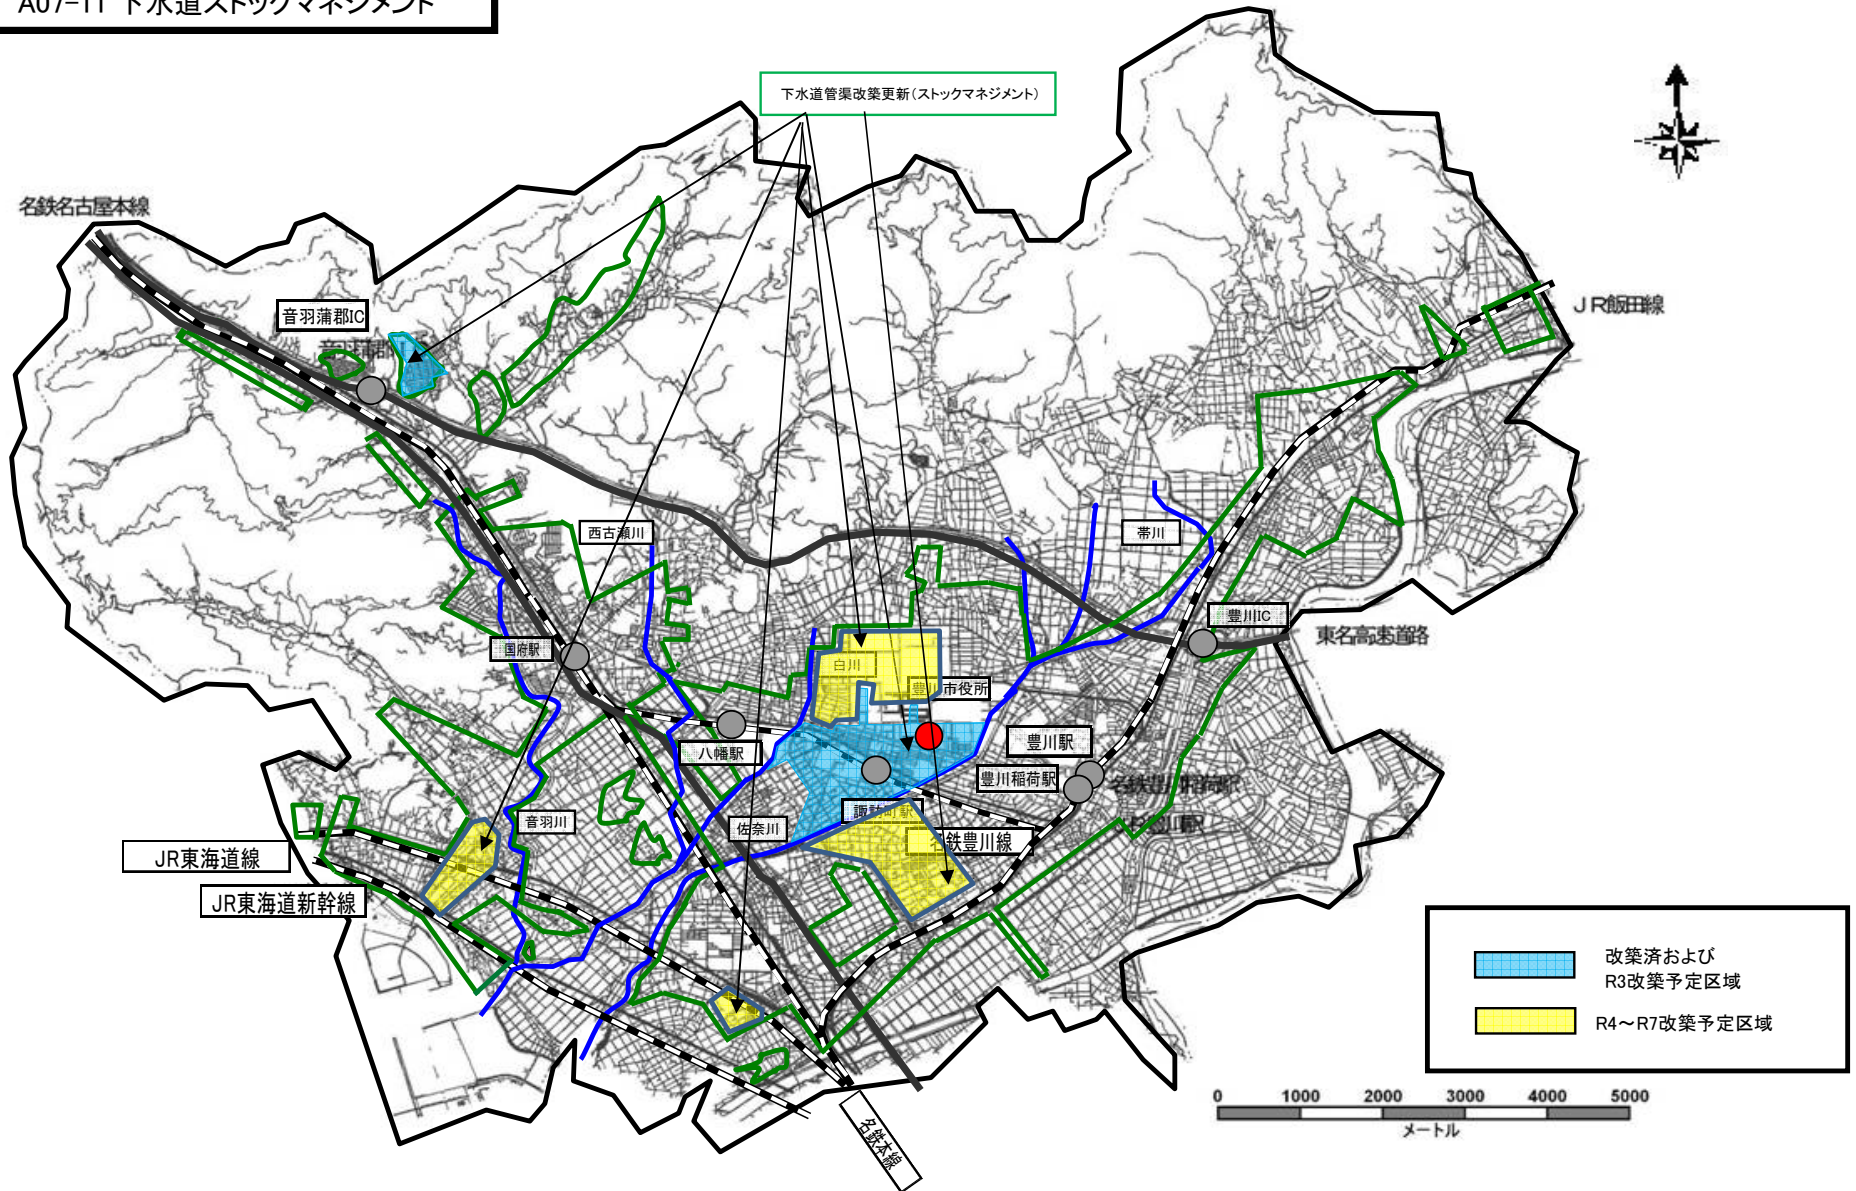 A07-11 下水道ストックマネジメント
下水道管渠改築更新(ストックマネジメント)
名鉄名古屋本線
音羽蒲郡IC
JR飯田線
西古瀬川
帯川
豊川IC
東名高速道路
国府駅
白川
豊川市役所
八幡駅
豊川駅
豊川稲荷駅
諏訪町駅
音羽川
佐奈川
名鉄豊川線
JR東海道線
JR東海道新幹線
改築済および
R3改築予定区域
R4～R7改築予定区域
0 1000 2000 3000 4000 5000
メートル
名鉄本線